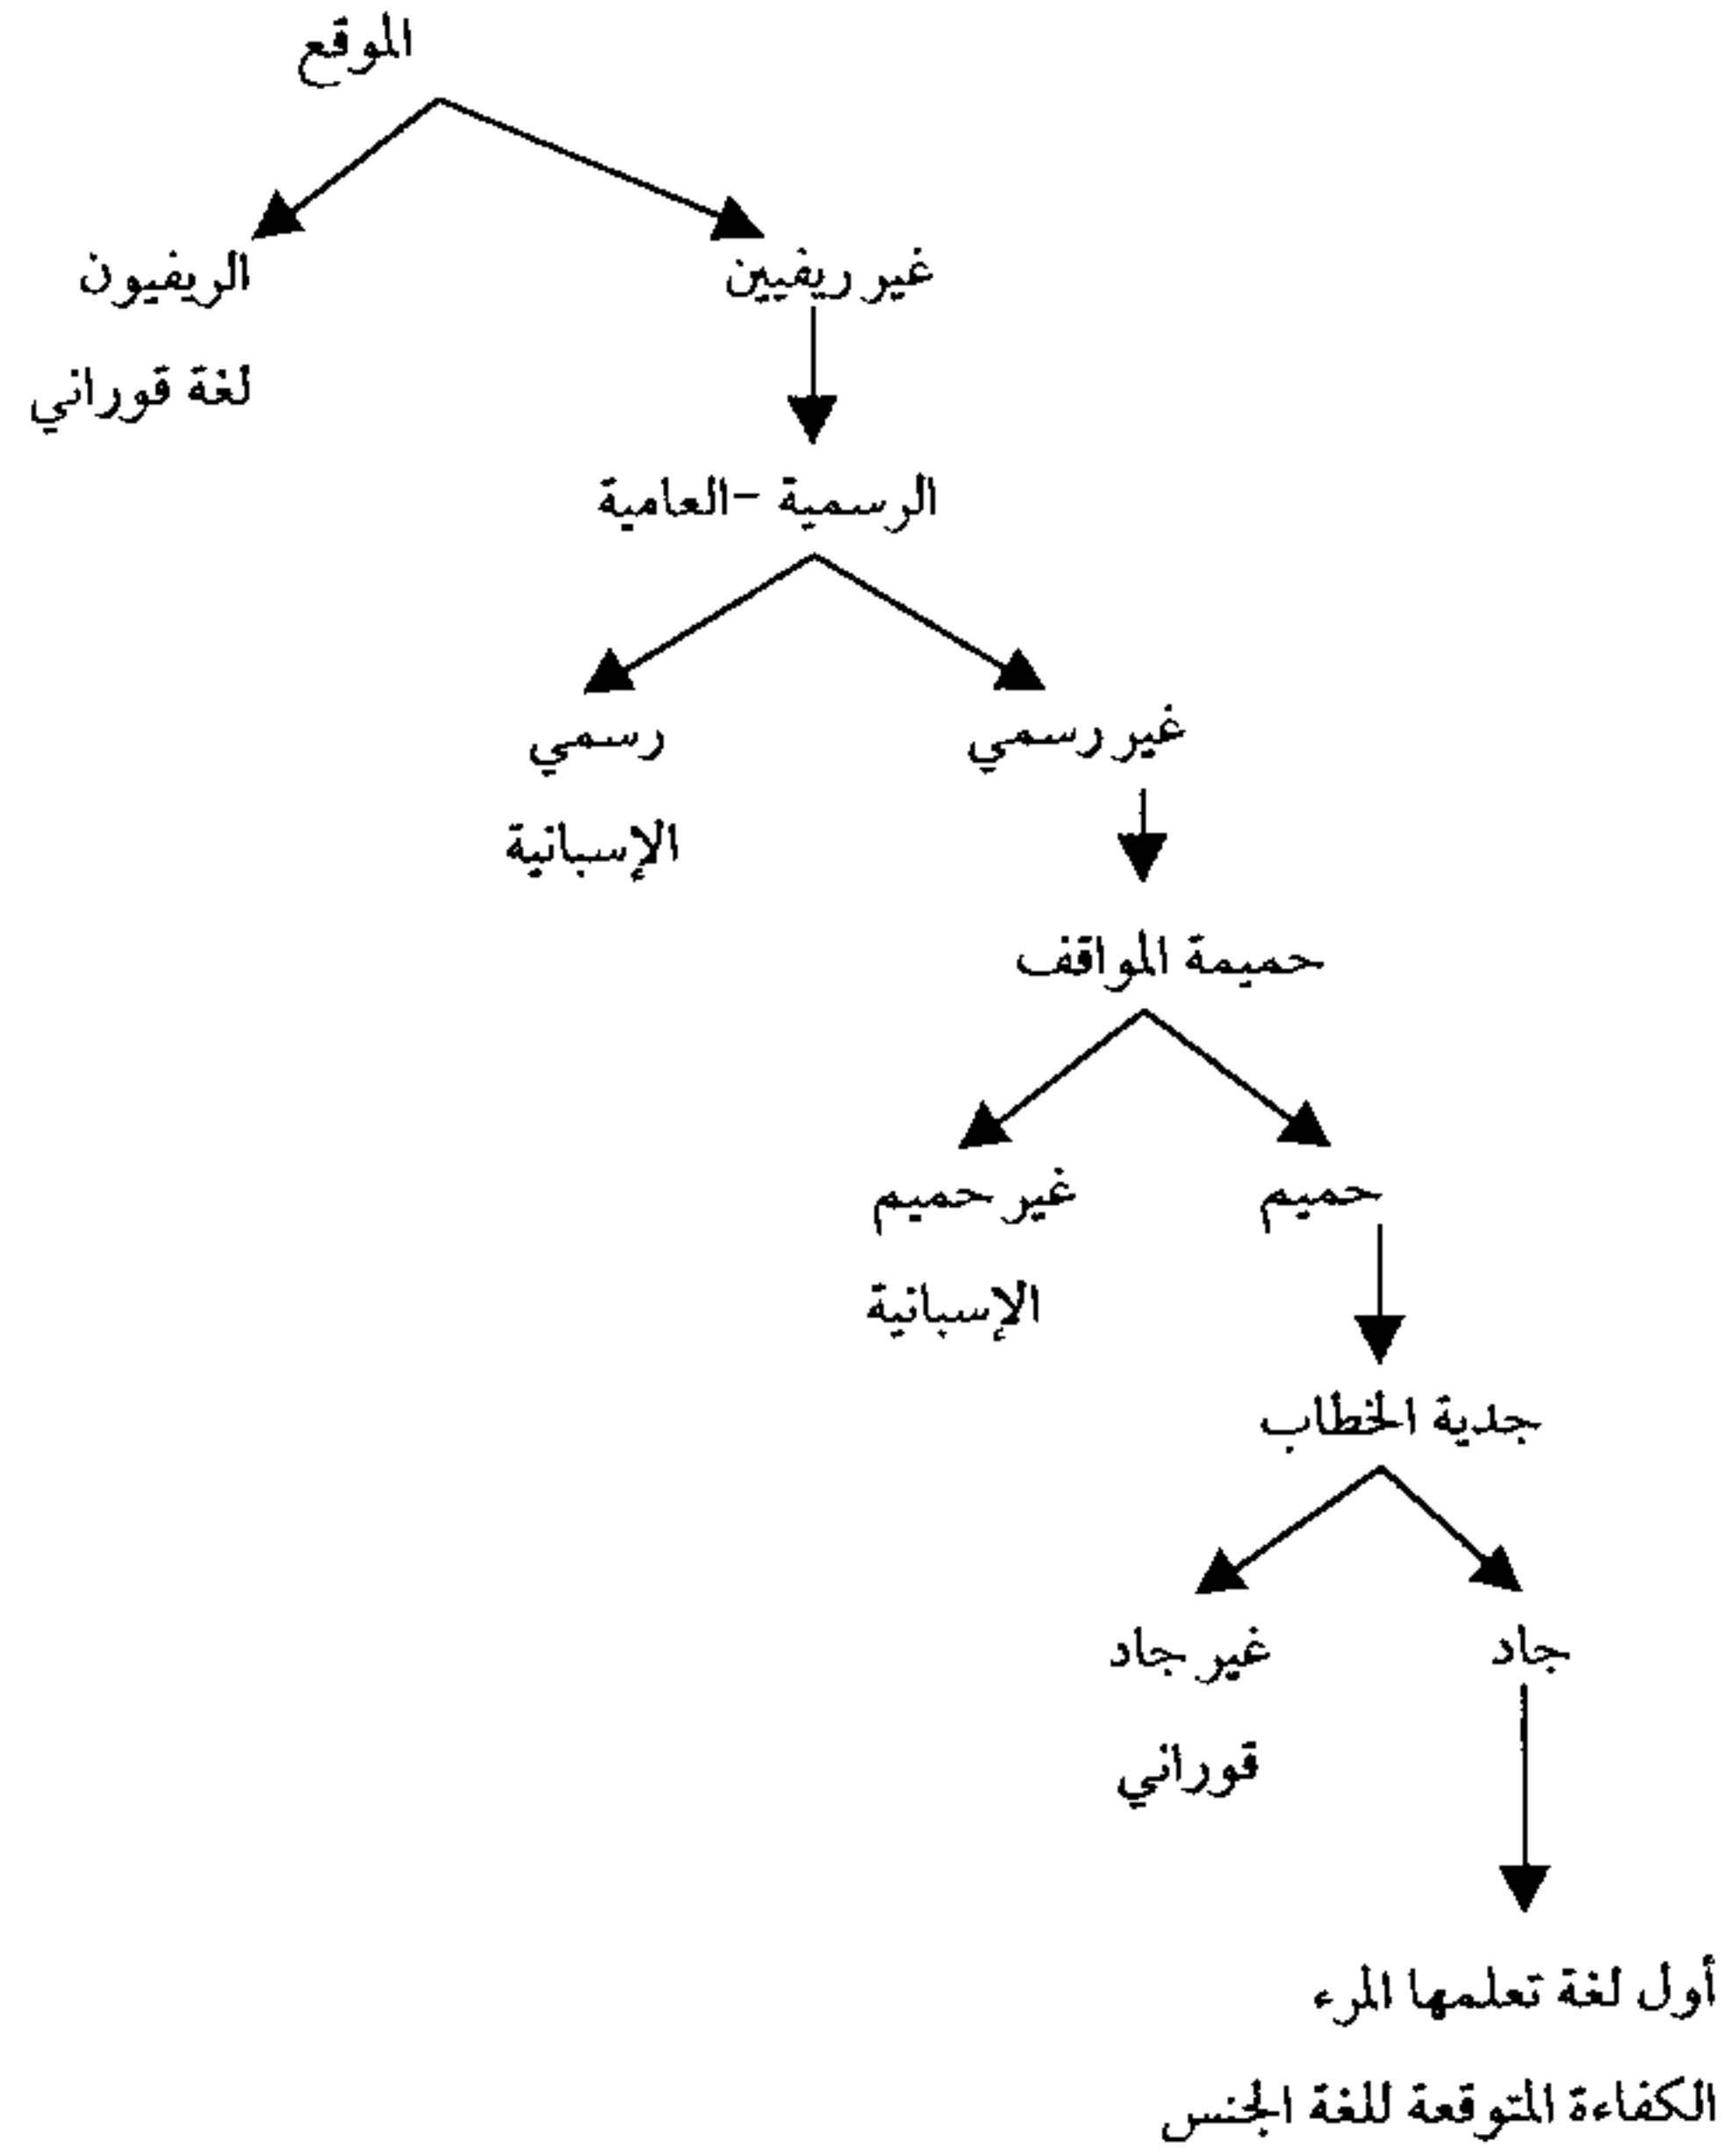 الموقع
الريفيون
غير ريفيين
لغة قوراني
الرسمية -العامية
رسمي
غير رسمي
الإسبانية
حميمة المواقف
غير حميم
حميم
الإسبانية
جدية الخطاب
غير جاد
جاد
قوراني
أول لغة تعلمها المرء
الكفاءة المتوقعة للغة الجنس